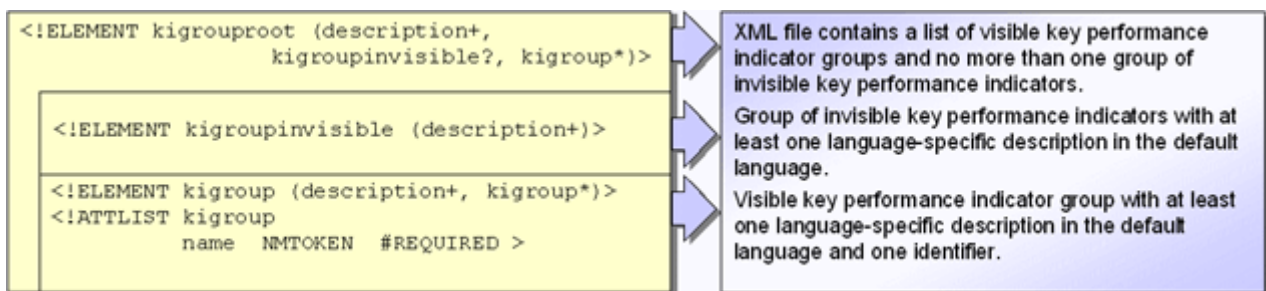 <!ELEMENT kigrouproot (description+,
kigroupinvisible?, kigroup*)>
<!ELEMENT kigroupinvisible (description+)>
<!ELEMENT kigroup (description+, kigroup*)>
<!ATTLIST kigroup
name NMTOKEN #REQUIRED >
XML file contains a list of visible key performance
indicator groups and no more than one group of
invisible key performance indicators.
Group of invisible key performance indicators with at
least one language-specific description in the default
language.
Visible key performance indicator group with at least
one language-specific description in the default
language and one identifier.